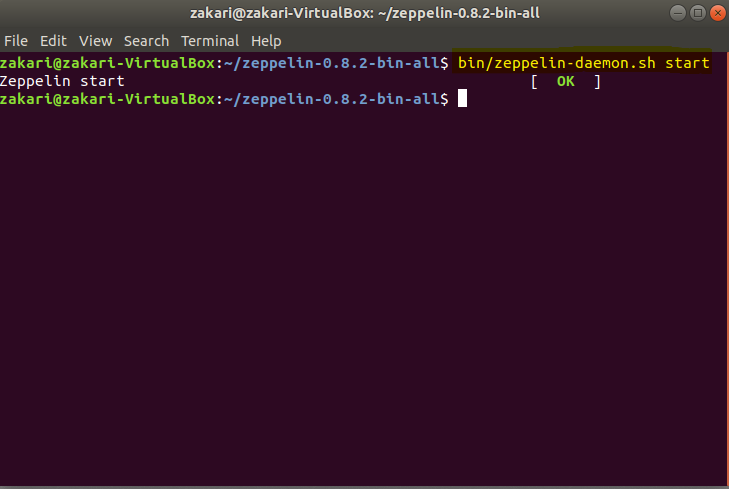 zakari@zakari-VirtualBox: ~/zeppelin-0.8.2-bin-all
File Edit View Search Terminal Help
zakari@zakari-VirtualBox:~/zeppelin-0.8.2-bin-all$ bin/zeppelin-daemon.sh start
Zeppelin start [ OK ]
zakari@zakari-VirtualBox:~/zeppelin-0.8.2-bin-all$